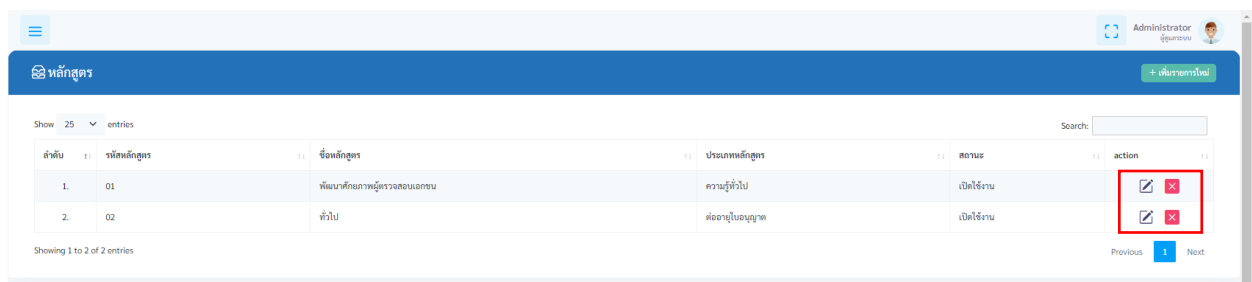 Administrator
ผู้ดูแลระบบ
หลักสูตร
+ เพิ่มรายการใหม่
Show 25 entries
Search:
ลำดับ รหัสหลักสูตร ชื่อหลักสูตร ประเภทหลักสูตร สถานะ action
1. 01 พัฒนาศักยภาพผู้ตรวจสอบเอกชน ความรู้ทั่วไป เปิดใช้งาน
2. 02 ทั่วไป ต่ออายุใบอนุญาต เปิดใช้งาน
Showing 1 to 2 of 2 entries
Previous 1 Next